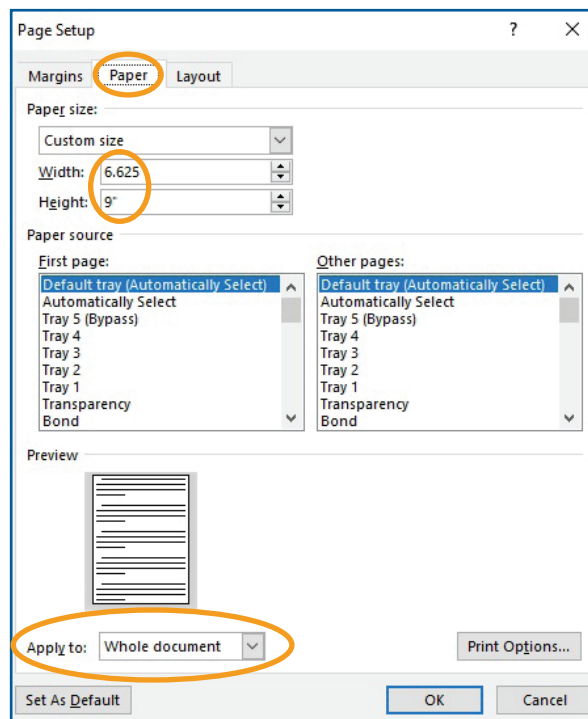 Page Setup ?
Margins Paper Layout
Paper size:
Custom size
Width: 6.625
Height: 9"
Paper source
First page: Other pages:
Default tray (Automatically Select) Default tray (Automatically Select)
Automatically Select Automatically Select
Tray 5 (Bypass) Tray 5 (Bypass)
Tray 4 Tray 4
Tray 3 Tray 3
Tray 2 Tray 2
Tray 1 Tray 1
Transparency Transparency
Bond Bond
Preview
Apply to: Whole document Print Options...
Set As Default OK Cancel